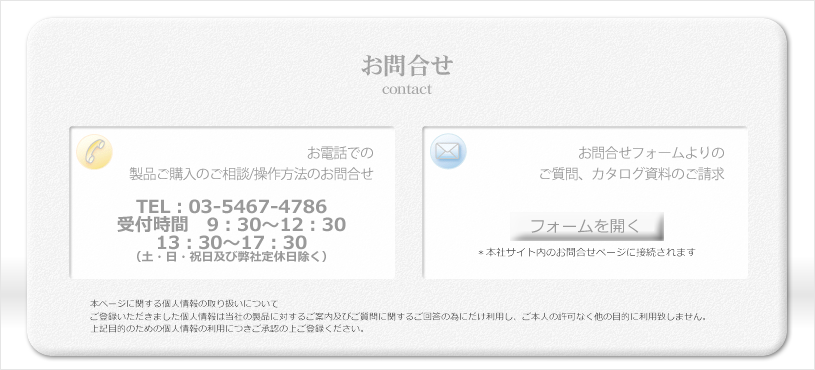 お問合せ
contact
お電話での
製品ご購入のご相談/操作方法のお問合せ
TEL：03-5467-4786
受付時間　9：30～12：30
13：30～17：30
（土・日・祝日及び弊社定休日除く）
お問合せフォームよりの
ご質問、カタログ資料のご請求
フォームを開く
＊本社サイト内のお問合せページに接続されます
本ページに関する個人情報の取り扱いについて
ご登録いただきました個人情報は当社の製品に対するご案内及びご質問に関するご回答の為にだけ利用し、ご本人の許可なく他の目的に利用致しません。
上記目的のための個人情報の利用につきご承認の上ご登録ください。